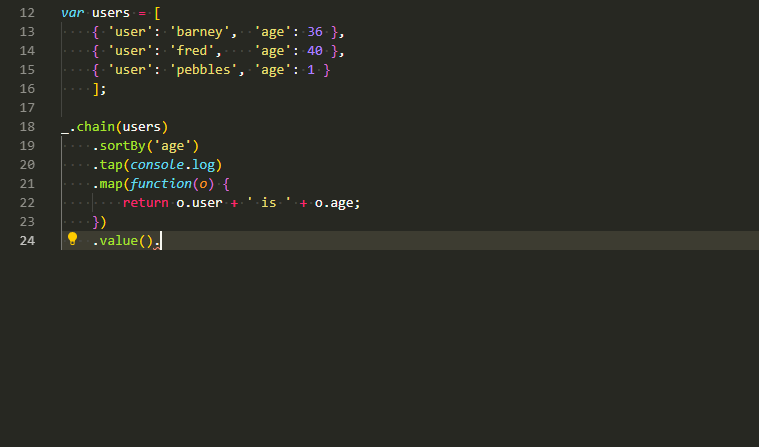 12 var users = [
13     { 'user': 'barney',  'age': 36 },
14     { 'user': 'fred',    'age': 40 },
15     { 'user': 'pebbles', 'age': 1 }
16     ];
17
18 _.chain(users)
19     .sortBy('age')
20     .tap(console.log)
21     .map(function(o) {
22         return o.user + ' is ' + o.age;
23     })
24     .value().